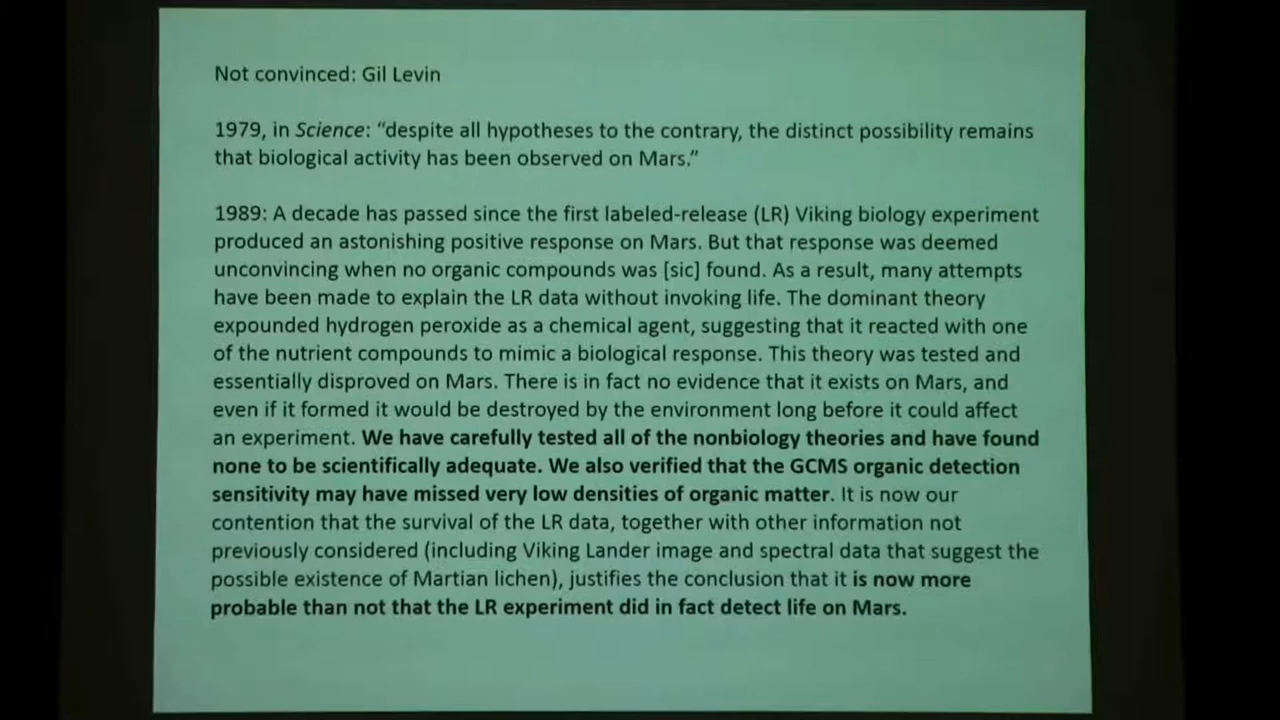 Not convinced: Gil Levin
1979, in Science: “despite all hypotheses to the contrary, the distinct possibility remains
that biological activity has been observed on Mars.”
1989: A decade has passed since the first labeled-release (LR) Viking biology experiment
produced an astonishing positive response on Mars. But that response was deemed
unconvincing when no organic compounds was [sic] found. As a result, many attempts
have been made to explain the LR data without invoking life. The dominant theory
expounded hydrogen peroxide as a chemical agent, suggesting that it reacted with one
of the nutrient compounds to mimic a biological response. This theory was tested and
essentially disproved on Mars. There is in fact no evidence that it exists on Mars, and
even if it formed it would be destroyed by the environment long before it could affect
an experiment. We have carefully tested all of the nonbiology theories and have found
none to be scientifically adequate. We also verified that the GCMS organic detection
sensitivity may have missed very low densities of organic matter. It is now our
contention that the survival of the LR data, together with other information not
previously considered (including Viking Lander image and spectral data that suggest the
possible existence of Martian lichen), justifies the conclusion that it is now more
probable than not that the LR experiment did in fact detect life on Mars.